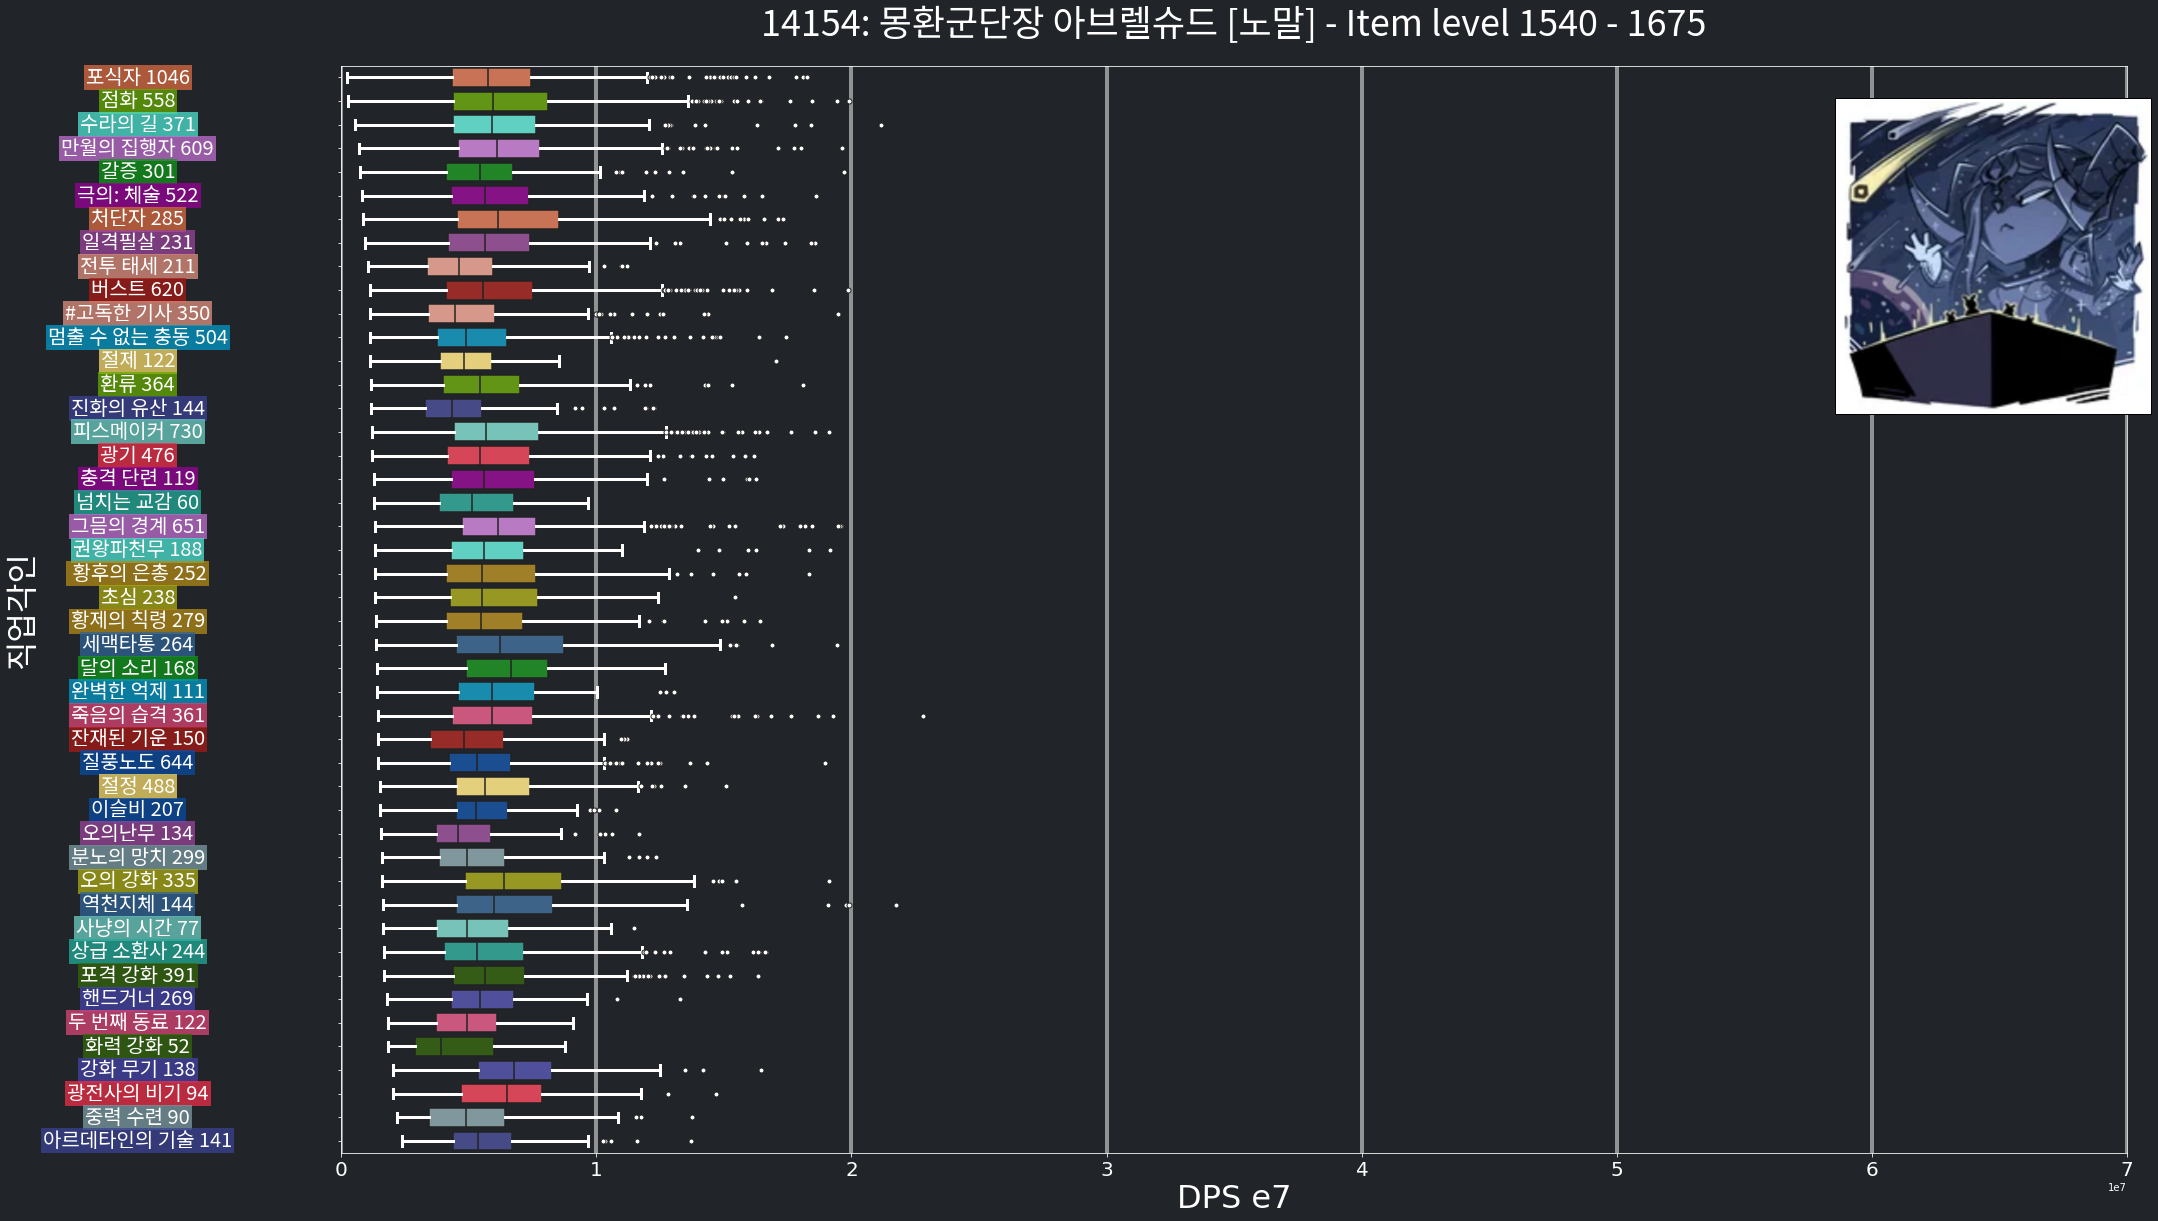 14154: 몽환군단장 아브렐슈드 [노말] - Item level 1540 - 1675
포식자 1046
점화 558
수라의 길 371
만월의 집행자 609
갈증 301
극의: 체술 522
처단자 285
일격필살 231
전투 태세 211
버스트 620
#고독한 기사 350
멈출 수 없는 충동 504
절제 122
환류 364
진화의 유산 144
피스메이커 730
광기 476
충격 단련 119
넘치는 교감 60
그믐의 경계 651
권왕파천무 188
황후의 은총 252
초심 238
황제의 칙령 279
세맥타통 264
달의 소리 168
완벽한 억제 111
죽음의 습격 361
잔재된 기운 150
질풍노도 644
절정 488
이슬비 207
오의난무 134
분노의 망치 299
오의 강화 335
역천지체 144
사냥의 시간 77
상급 소환사 244
포격 강화 391
핸드거너 269
두 번째 동료 122
화력 강화 52
강화 무기 138
광전사의 비기 94
중력 수련 90
아르데타인의 기술 141
직업각인
0 1 2 3 4 5 6 7
1e7
DPS e7